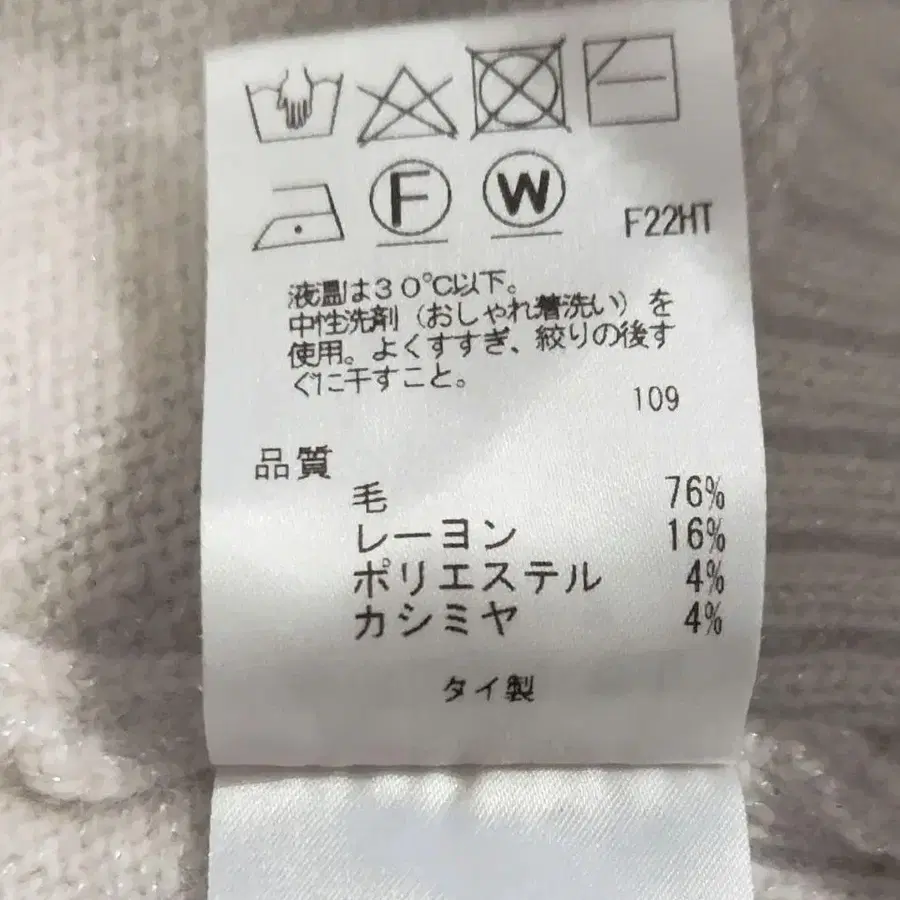 F W F22HT
液温は30℃以下。
中性洗剤（おしゃれ着洗い）を
使用。よくすすぎ、絞りの後す
ぐに干すこと。
109
品質
毛 76%
レーヨン 16%
ポリエステル 4%
カシミヤ 4%
タイ製